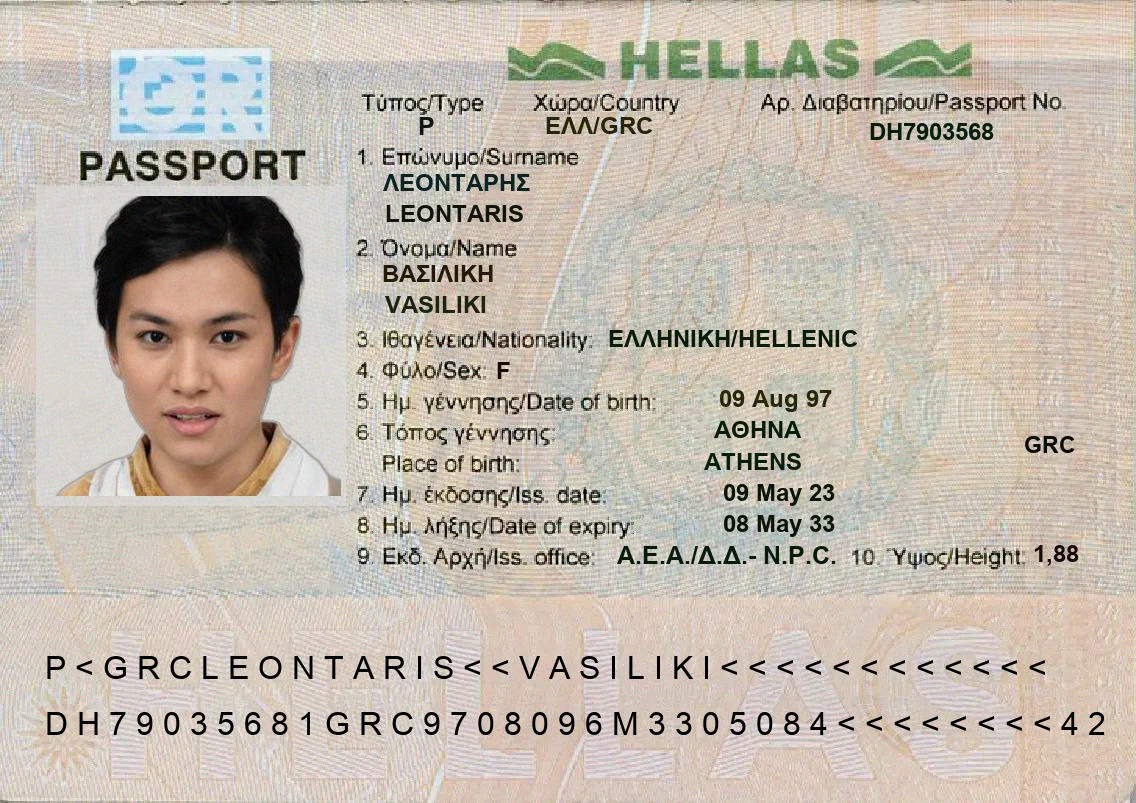 GR
PASSPORT
HELLAS
Τύπος/Type Χώρα/Country Αρ. Διαβατηρίου/Passport No.
P ΕΛΛ/GRC DH7903568
1. Επώνυμο/Surname
ΛΕΟΝΤΑΡΗΣ
LEONTARIS
2. Όνομα/Name
ΒΑΣΙΛΙΚΗ
VASILIKI
3. Ιθαγένεια/Nationality: ΕΛΛΗΝΙΚΗ/HELLENIC
4. Φύλο/Sex: F
5. Ημ. γέννησης/Date of birth: 09 Aug 97
6. Τόπος γέννησης: ΑΘΗΝΑ
GRC
Place of birth: ATHENS
7. Ημ. έκδοσης/Iss. date: 09 May 23
8. Ημ. λήξης/Date of expiry: 08 May 33
9 Εκδ. Αρχή/Iss. office: Α.Ε.Α./Δ.Δ.- N.P.C. 10. Ύψος/Height: 1,88
HELLAS
P<GRCLEONTARIS<<VASILIKI<<<<<<<<<<<<
DH79035681GRC9708096M3305084<<<<<<<<42